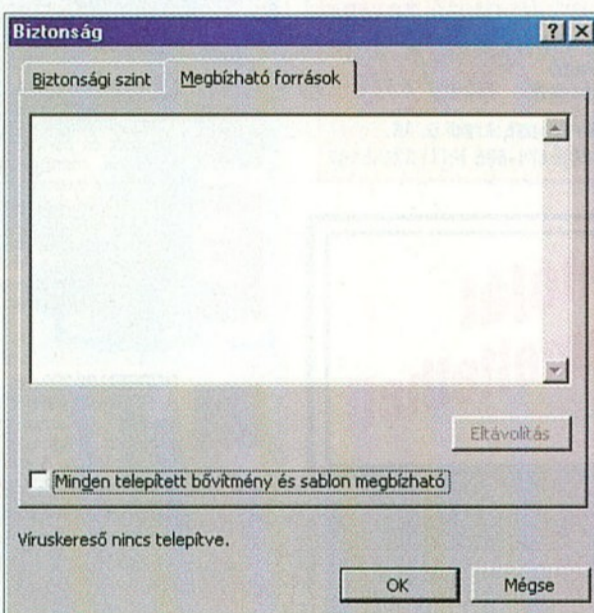 Biztonság
Biztonsági szint
Megbízható források
Eltávolítás
Minden telepített bővítmény és sablon megbízható
Víruskereső nincs telepítve.
OK
Mégse